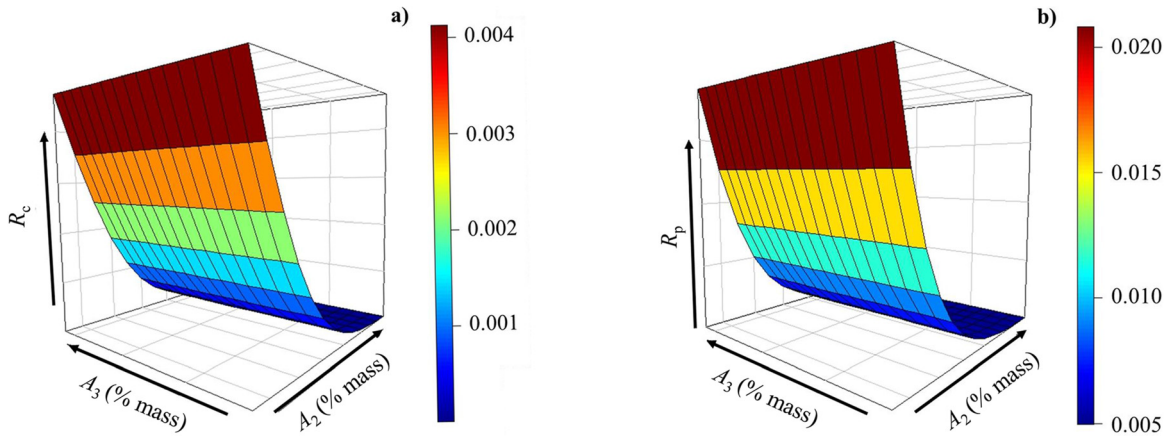 a)
0.004
0.003
0.002
0.001
Rc
A3 (% mass)
A2 (% mass)
b)
0.020
0.015
0.010
0.005
Rp
A3 (% mass)
A2 (% mass)